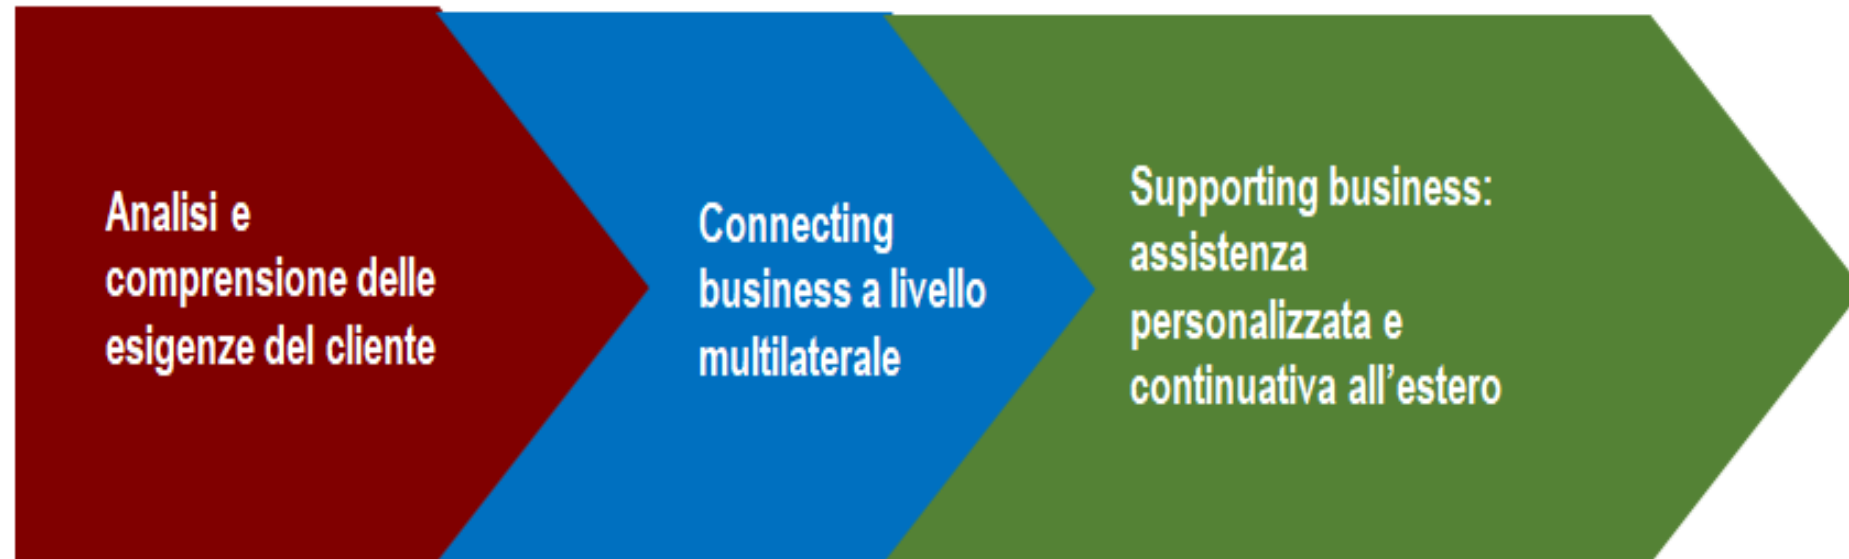 Analisi e
comprensione delle
esigenze del cliente
Connecting
business a livello
multilaterale
Supporting business:
assistenza
personalizzata e
continuativa all’estero